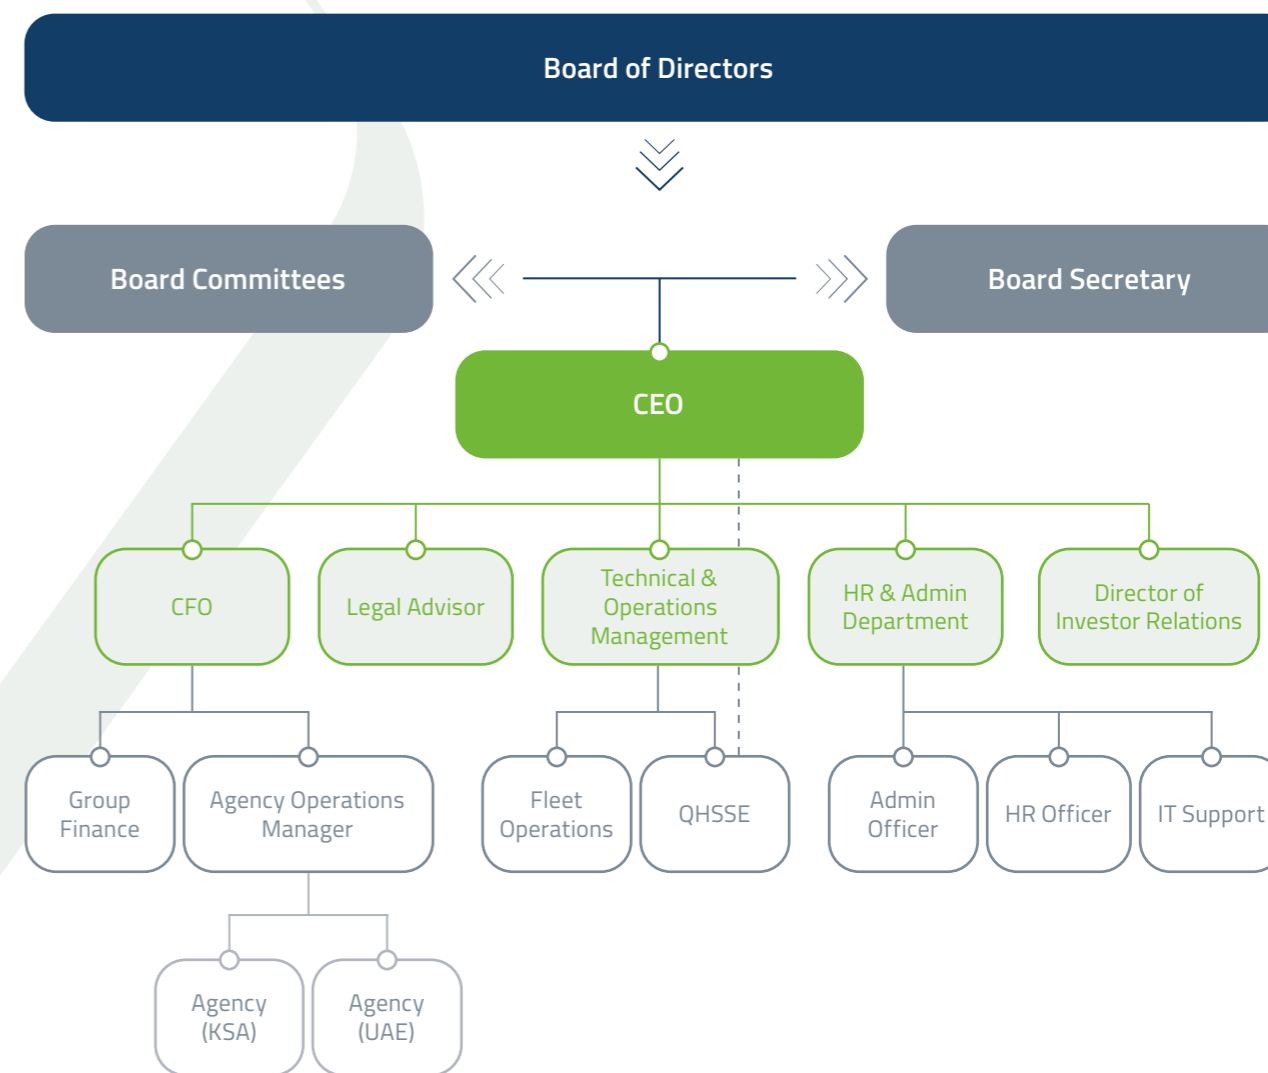 Board of Directors
Board Committees
Board Secretary
CEO
CFO
Legal Advisor
Technical &
Operations
Management
HR & Admin
Department
Director of
Investor Relations
Group
Finance
Agency Operations
Manager
Fleet
Operations
QHSSE
Admin
Officer
HR Officer
IT Support
Agency
(KSA)
Agency
(UAE)